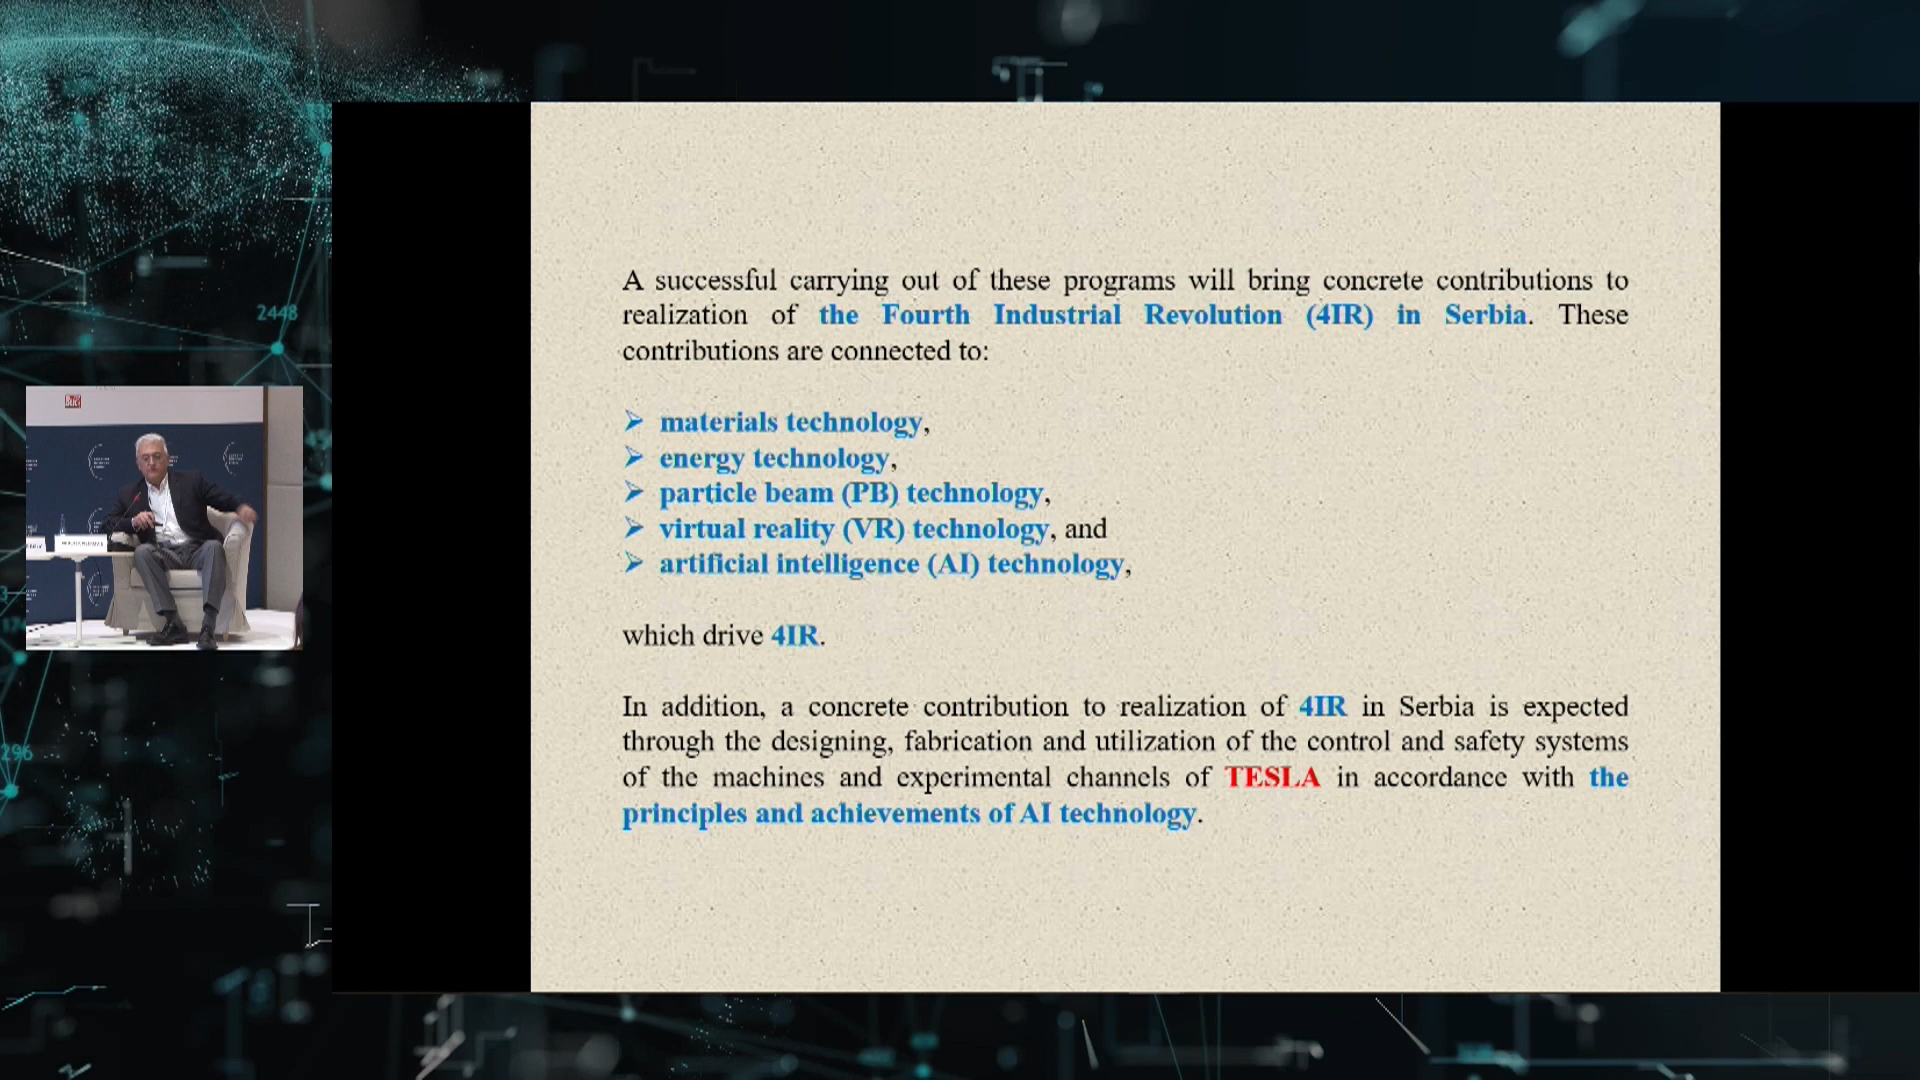 A successful carrying out of these programs will bring concrete contributions to
realization of the Fourth Industrial Revolution (4IR) in Serbia. These
contributions are connected to:
➢ materials technology,
➢ energy technology,
➢ particle beam (PB) technology,
➢ virtual reality (VR) technology, and
➢ artificial intelligence (AI) technology,
which drive 4IR.
In addition, a concrete contribution to realization of 4IR in Serbia is expected
through the designing, fabrication and utilization of the control and safety systems
of the machines and experimental channels of TESLA in accordance with the
principles and achievements of AI technology.
2448
296